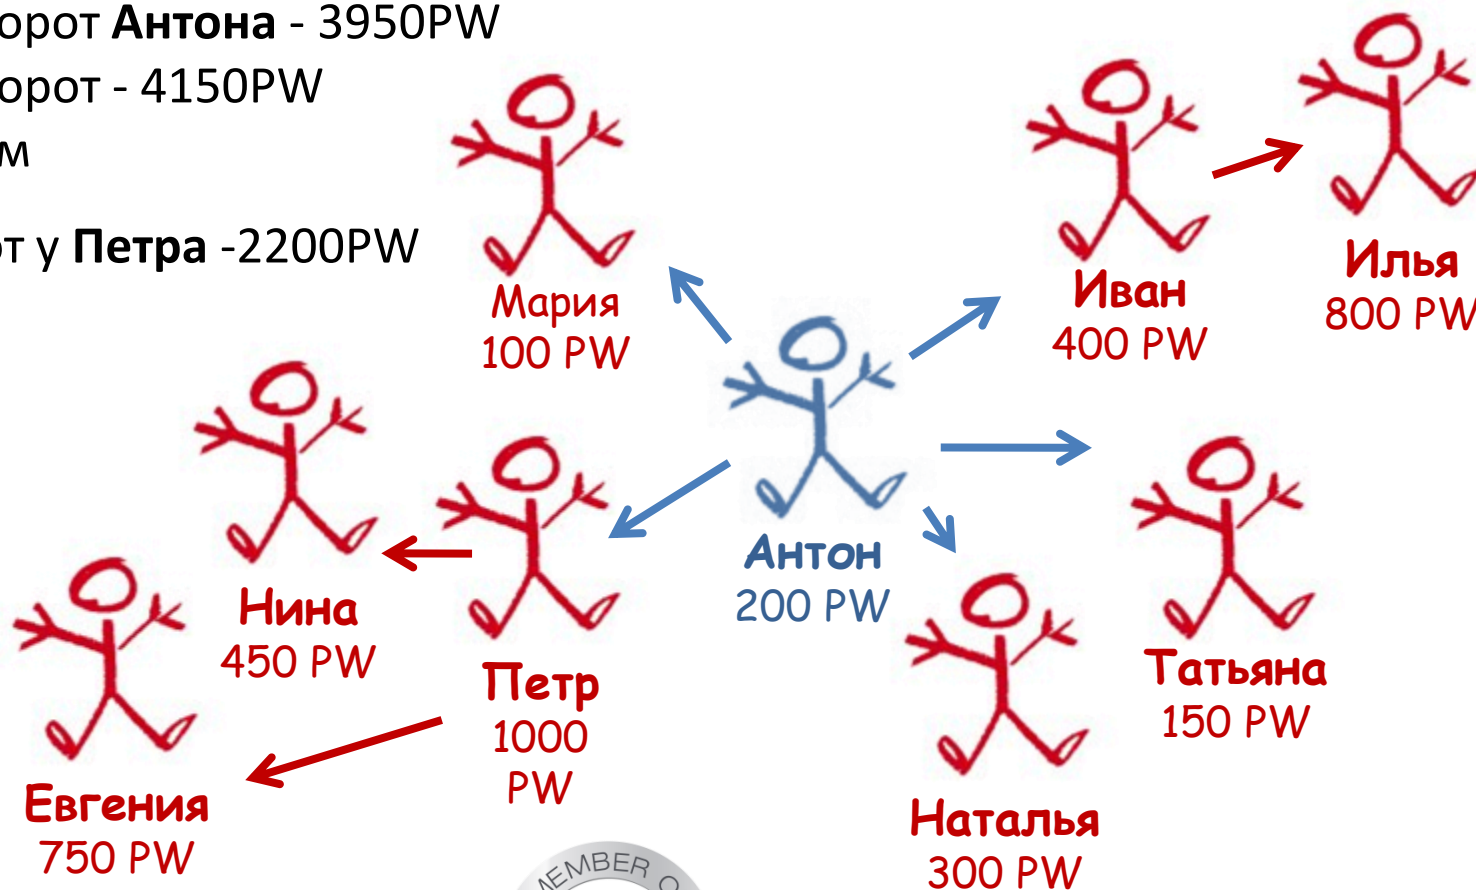 орот Антона - 3950PW
орот - 4150PW
м
от у Петра -2200PW
Мария
100 PW
Иван
400 PW
Илья
800 PW
Антон
200 PW
Нина
450 PW
Петр
1000
PW
Татьяна
150 PW
Евгения
750 PW
Наталья
300 PW
MEMBER O